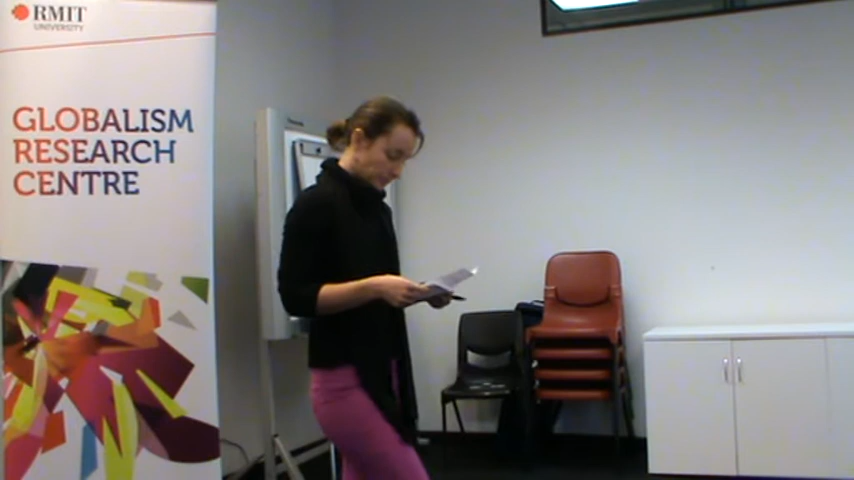 RMIT
UNIVERSITY
GLOBALISM
RESEARCH
CENTRE